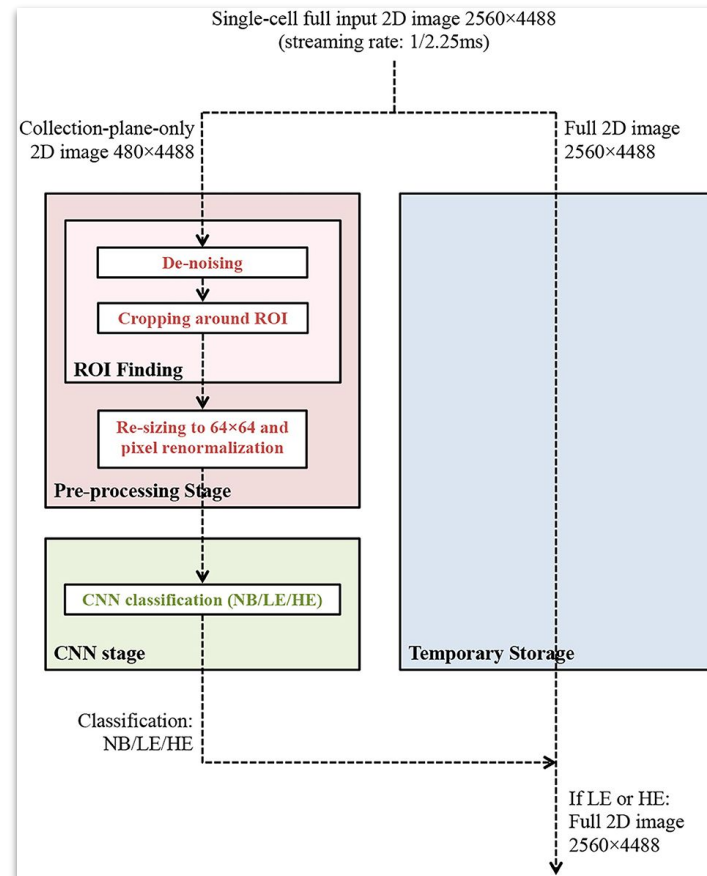 Single-cell full input 2D image 2560×4488
(streaming rate: 1/2.25ms)
Collection-plane-only
2D image 480×4488
Full 2D image
2560×4488
De-noising
Cropping around ROI
ROI Finding
Re-sizing to 64×64 and
pixel renormalization
Pre-processing Stage
CNN classification (NB/LE/HE)
CNN stage
Temporary Storage
Classification:
NB/LE/HE
If LE or HE:
Full 2D image
2560×4488